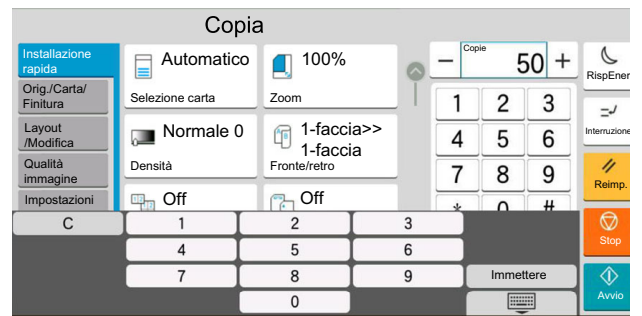 Copia
Installazione
rapida
Orig./Carta/
Finitura
Layout
/Modifica
Qualità
immagine
Impostazioni
Automatico
Selezione carta
100%
Zoom
Normale 0
Densità
1-faccia>>
1-faccia
Fronte/retro
Off
Off
Copie
− 50 +
1 2 3
4 5 6
7 8 9
* 0 #
RispEner
Interruzione
Reimp.
Stop
Avvio
C 1 2 3
4 5 6
7 8 9
0
Immettere